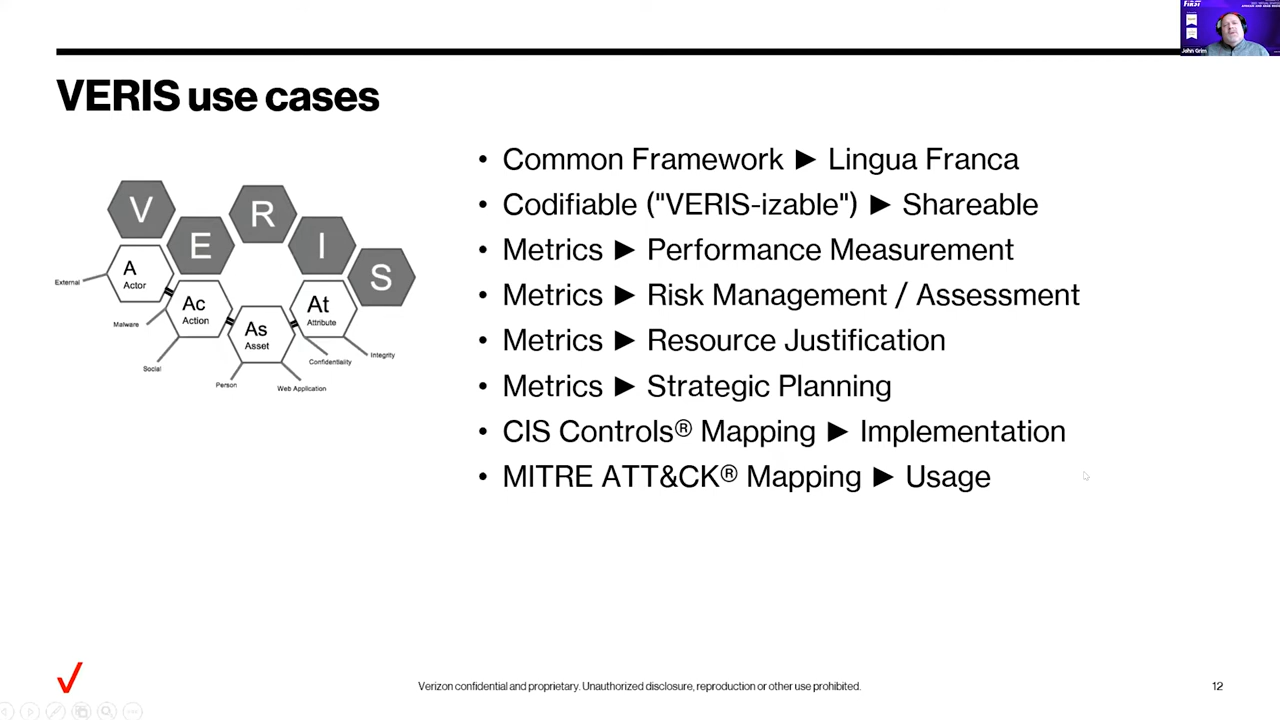 FIRST
John Grim
VERIS use cases
V
E
R
I
S
A
Actor
Ac
Action
As
Asset
At
Attribute
External
Malware
Social
Person
Web Application
Confidentiality
Integrity
• Common Framework ► Lingua Franca
• Codifiable ("VERIS-izable") ► Shareable
• Metrics ► Performance Measurement
• Metrics ► Risk Management / Assessment
• Metrics ► Resource Justification
• Metrics ► Strategic Planning
• CIS Controls® Mapping ► Implementation
• MITRE ATT&CK® Mapping ► Usage
Verizon confidential and proprietary. Unauthorized disclosure, reproduction or other use prohibited.
12